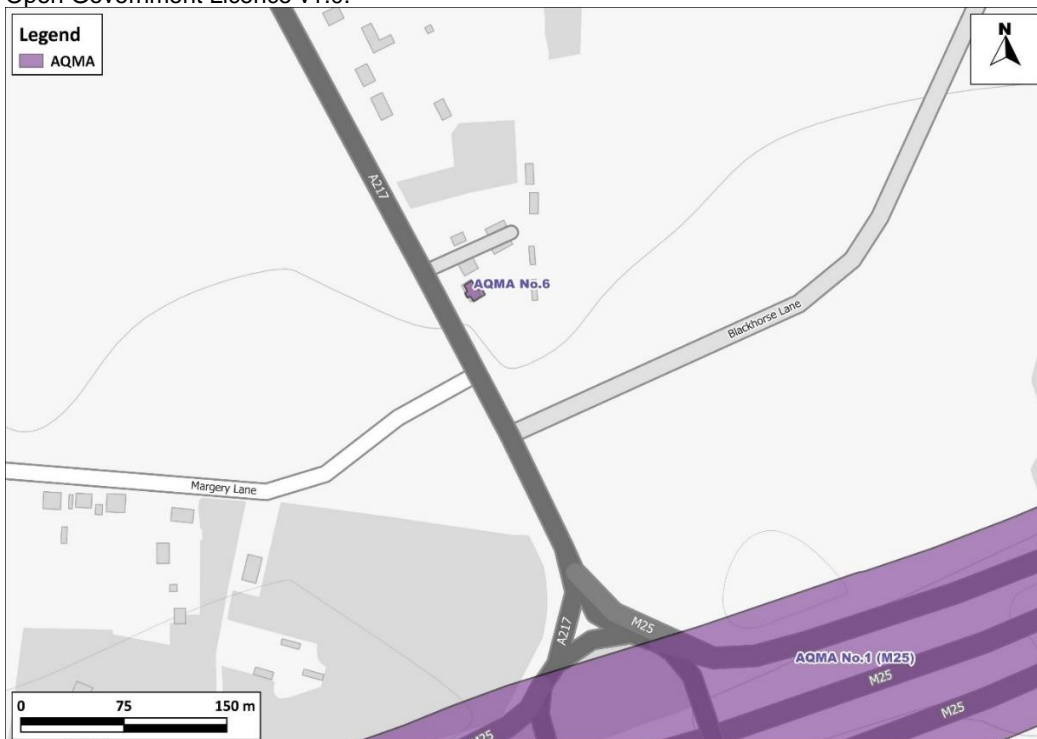 Open Government Licence v1.0.
Legend
AQMA
N
A217
AQMA No.6
Blackhorse Lane
Margery Lane
M25
A217
AQMA No.1 (M25)
M25
M25
M25
0 75 150 m